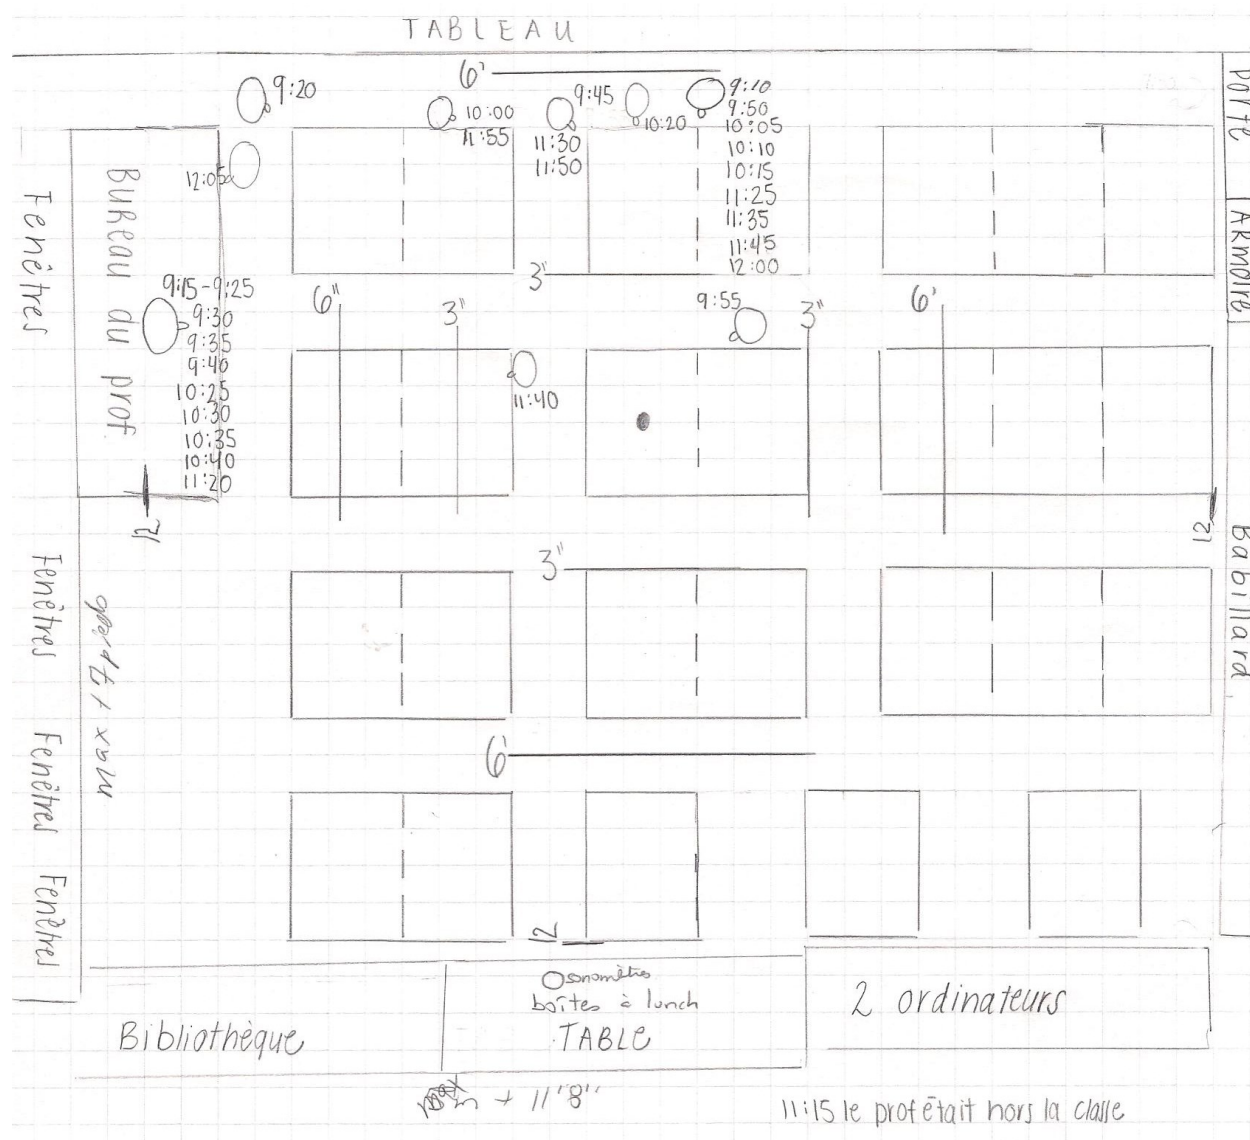 TABLEAU
6'
9:20
10:00
11:55
9:45
11:30
11:50
10:20
9:10
9:50
10:05
10:10
10:15
11:25
11:35
11:45
12:00
Porte
Armoire
12:05
Bureau du prof
Fenêtres
9:15-9:25
9:30
9:35
9:40
10:25
10:30
10:35
10:40
11:20
3'
6"
3"
9:55
3"
6'
11:40
12
12
Babillard
3"
Fenêtres
6'
Fenêtres
Fenêtres
12
sonomètres
boîtes à lunch
TABLE
Bibliothèque
2 ordinateurs
+ 11'8"
11:15 le prof était hors la classe